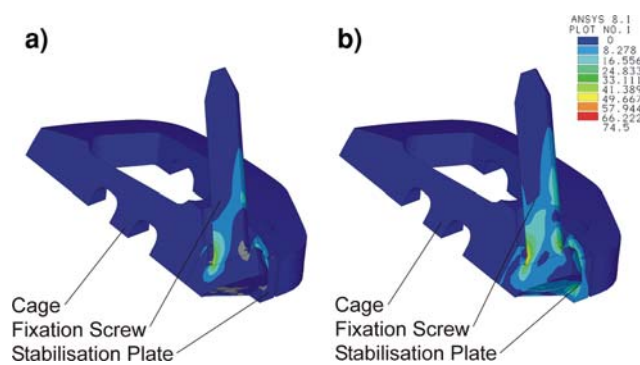 a)
b)
ANSYS 8.1
PLOT NO. 1
0
8.278
16.556
24.833
33.111
41.389
49.667
57.944
66.222
74.5
Cage
Fixation Screw
Stabilisation Plate
Cage
Fixation Screw
Stabilisation Plate